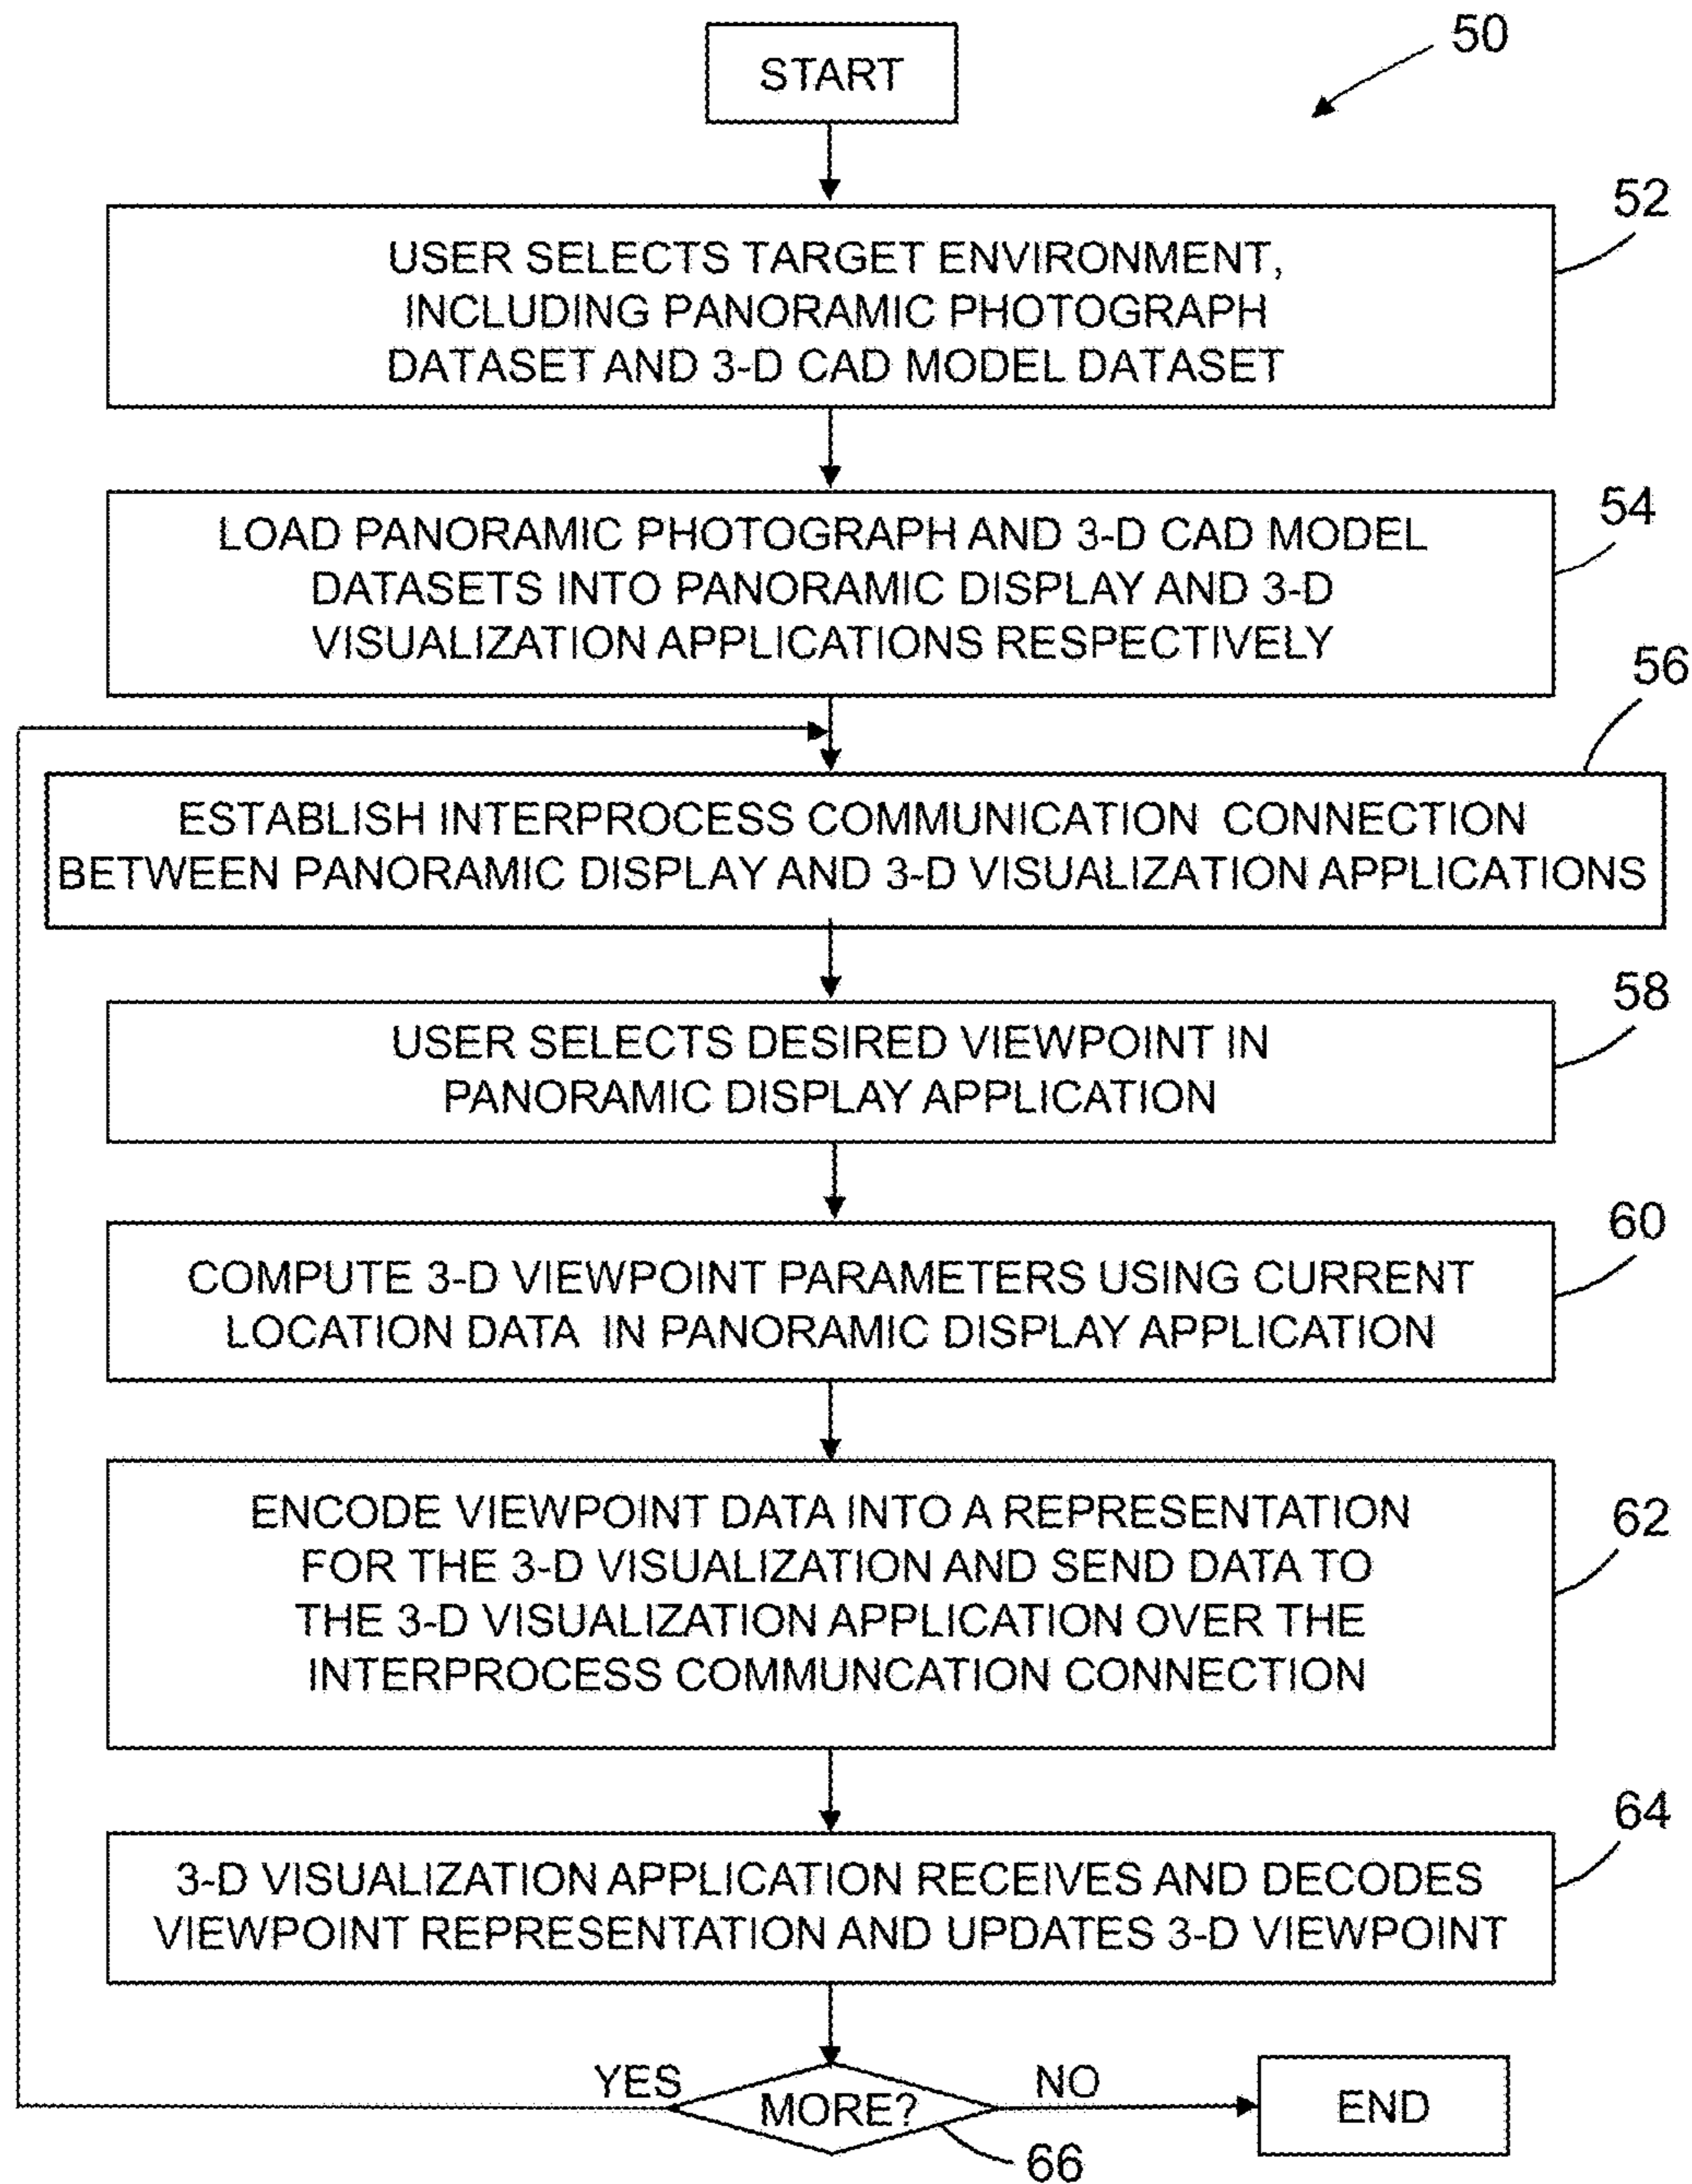 50
START
52
USER SELECTS TARGET ENVIRONMENT,
INCLUDING PANORAMIC PHOTOGRAPH
DATASET AND 3-D CAD MODEL DATASET
54
LOAD PANORAMIC PHOTOGRAPH AND 3-D CAD MODEL
DATASETS INTO PANORAMIC DISPLAY AND 3-D
VISUALIZATION APPLICATIONS RESPECTIVELY
56
ESTABLISH INTERPROCESS COMMUNICATION CONNECTION
BETWEEN PANORAMIC DISPLAY AND 3-D VISUALIZATION APPLICATIONS
58
USER SELECTS DESIRED VIEWPOINT IN
PANORAMIC DISPLAY APPLICATION
60
COMPUTE 3-D VIEWPOINT PARAMETERS USING CURRENT
LOCATION DATA IN PANORAMIC DISPLAY APPLICATION
62
ENCODE VIEWPOINT DATA INTO A REPRESENTATION
FOR THE 3-D VISUALIZATION AND SEND DATA TO
THE 3-D VISUALIZATION APPLICATION OVER THE
INTERPROCESS COMMUNCATION CONNECTION
64
3-D VISUALIZATION APPLICATION RECEIVES AND DECODES
VIEWPOINT REPRESENTATION AND UPDATES 3-D VIEWPOINT
YES
MORE?
NO
END
66